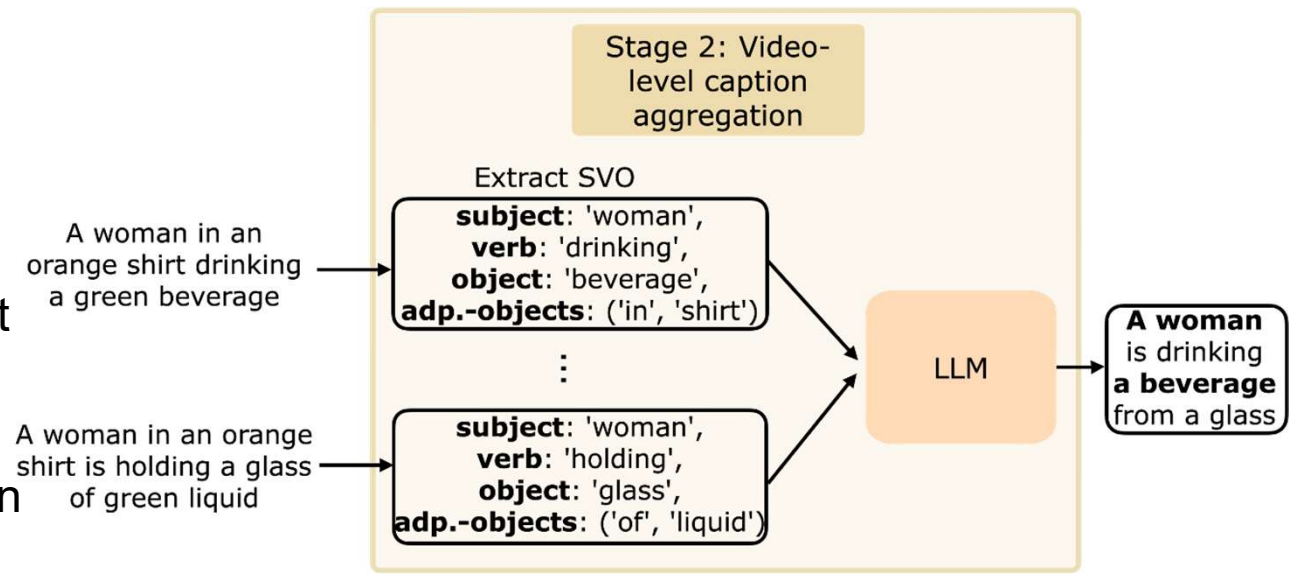 Stage 2: Video-
level caption
aggregation
Extract SVO
A woman in an
orange shirt drinking
a green beverage
subject: 'woman',
verb: 'drinking',
object: 'beverage',
adp.-objects: ('in', 'shirt')
t
⋮
A woman in an orange
shirt is holding a glass
of green liquid
n
subject: 'woman',
verb: 'holding',
object: 'glass',
adp.-objects: ('of', 'liquid')
LLM
A woman
is drinking
a beverage
from a glass